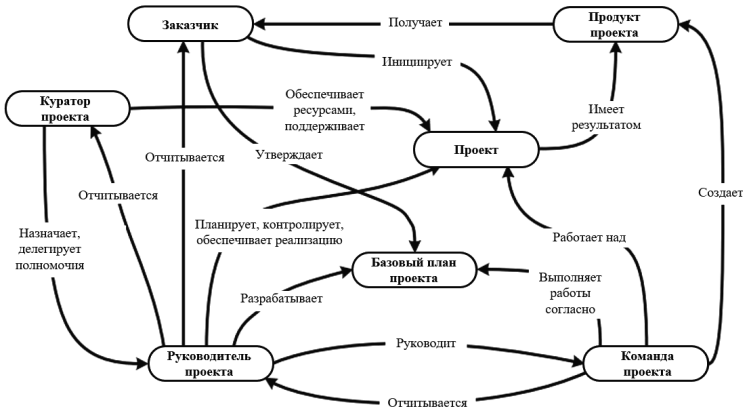 Заказчик
Получает
Продукт
проекта
Инициирует
Куратор
проекта
Обеспечивает
ресурсами,
поддерживает
Имеет
результатом
Отчитывается
Утверждает
Проект
Отчитывается
Создает
Назначает,
делегирует
полномочия
Планирует, контролирует,
обеспечивает реализацию
Работает над
Базовый план
проекта
Выполняет
работы
согласно
Разрабатывает
Руководитель
проекта
Руководит
Команда
проекта
Отчитывается